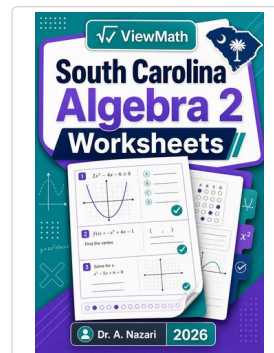 √x ViewMath
South Carolina
Algebra 2
Worksheets
1 2x² − 4x − 6 ≥ 0
A
B
C
D
2 f(x) = −x² + 4x − 1
Find the vertex.
( , )
3 Solve for x.
x² − 5x + 6 = 0
x²
Dr. A. Nazari 2026